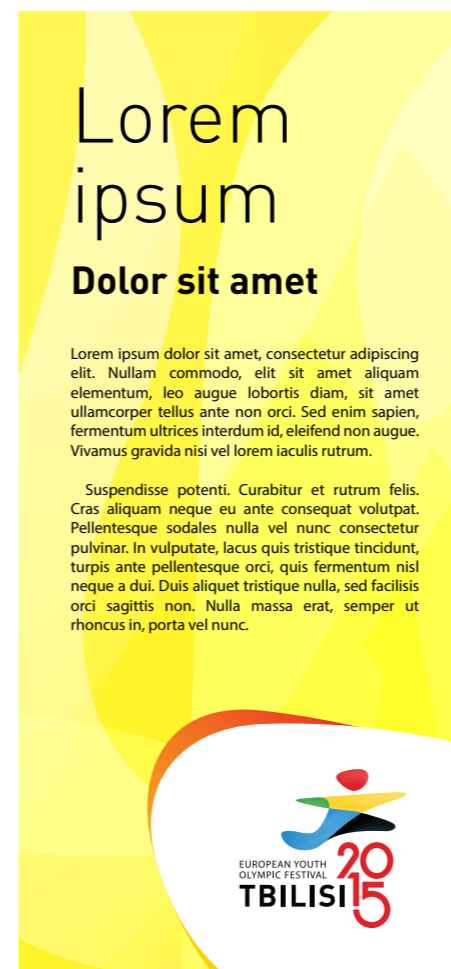 Lorem
ipsum
Dolor sit amet
Lorem ipsum dolor sit amet, consectetur adipiscing
elit. Nullam commodo, elit sit amet aliquam
elementum, leo augue lobortis diam, sit amet
ullamcorper tellus ante non orci. Sed enim sapien,
fermentum ultrices interdum id, eleifend non augue.
Vivamus gravida nisi vel lorem iaculis rutrum.
Suspendisse potenti. Curabitur et rutrum felis.
Cras aliquam neque eu ante consequat volutpat.
Pellentesque sodales nulla vel nunc consectetur
pulvinar. In vulputate, lacus quis tristique tincidunt,
turpis ante pellentesque orci, quis fermentum nisl
neque a dui. Duis aliquet tristique nulla, sed facilisis
orci sagittis non. Nulla massa erat, semper ut
rhoncus in, porta vel nunc.
EUROPEAN YOUTH
OLYMPIC FESTIVAL
TBILISI
20
15